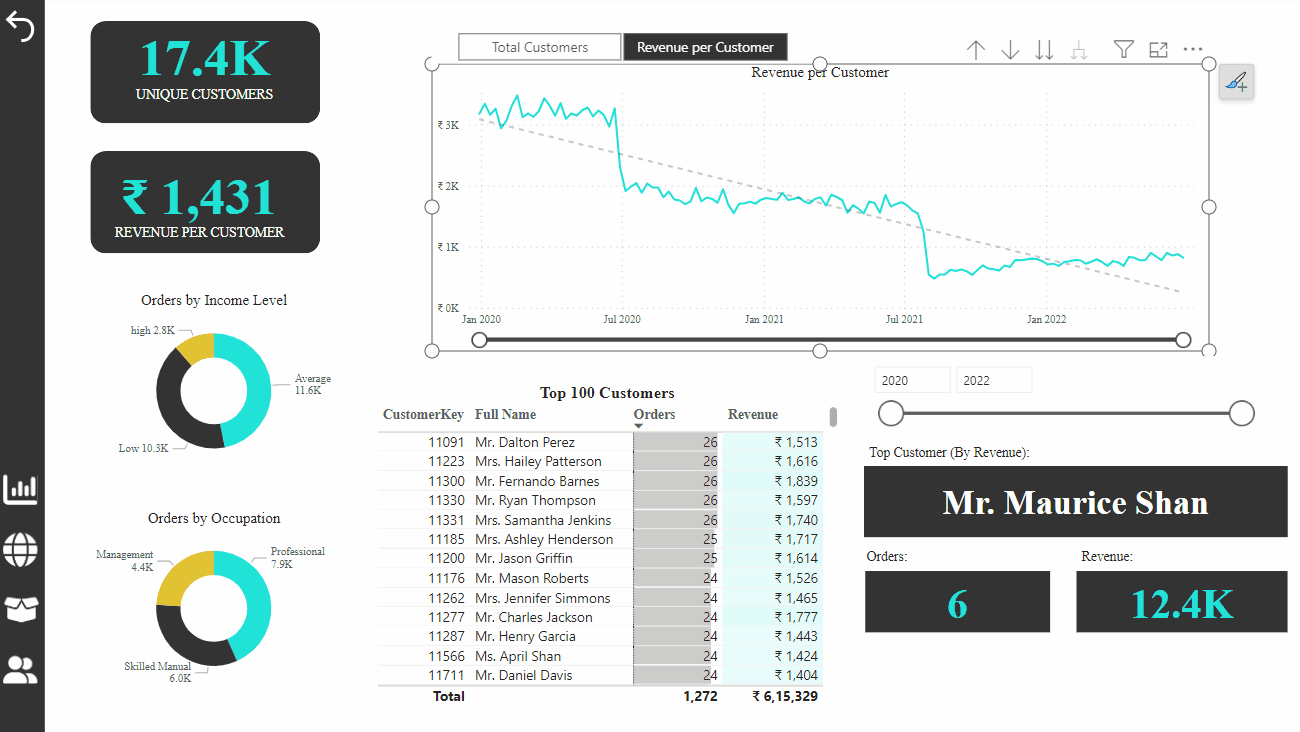 17.4K
UNIQUE CUSTOMERS
₹ 1,431
REVENUE PER CUSTOMER
Orders by Income Level
high 2.8K
Average
11.6K
Low 10.3K
Orders by Occupation
Management
4.4K
Professional
7.9K
Skilled Manual
6.0K
Total Customers
Revenue per Customer
Revenue per Customer
₹ 3K
₹ 2K
₹ 1K
₹ 0K
Jan 2020 Jul 2020 Jan 2021 Jul 2021 Jan 2022
Top 100 Customers
CustomerKey Full Name Orders Revenue
11091 Mr. Dalton Perez 26 ₹ 1,513
11223 Mrs. Hailey Patterson 26 ₹ 1,616
11300 Mr. Fernando Barnes 26 ₹ 1,839
11330 Mr. Ryan Thompson 26 ₹ 1,597
11331 Mrs. Samantha Jenkins 26 ₹ 1,740
11185 Mrs. Ashley Henderson 25 ₹ 1,717
11200 Mr. Jason Griffin 25 ₹ 1,614
11176 Mr. Mason Roberts 24 ₹ 1,526
11262 Mrs. Jennifer Simmons 24 ₹ 1,465
11277 Mr. Charles Jackson 24 ₹ 1,777
11287 Mr. Henry Garcia 24 ₹ 1,443
11566 Ms. April Shan 24 ₹ 1,424
11711 Mr. Daniel Davis 24 ₹ 1,404
Total 1,272 ₹ 6,15,329
2020 2022
Top Customer (By Revenue):
Mr. Maurice Shan
Orders: Revenue:
6 12.4K